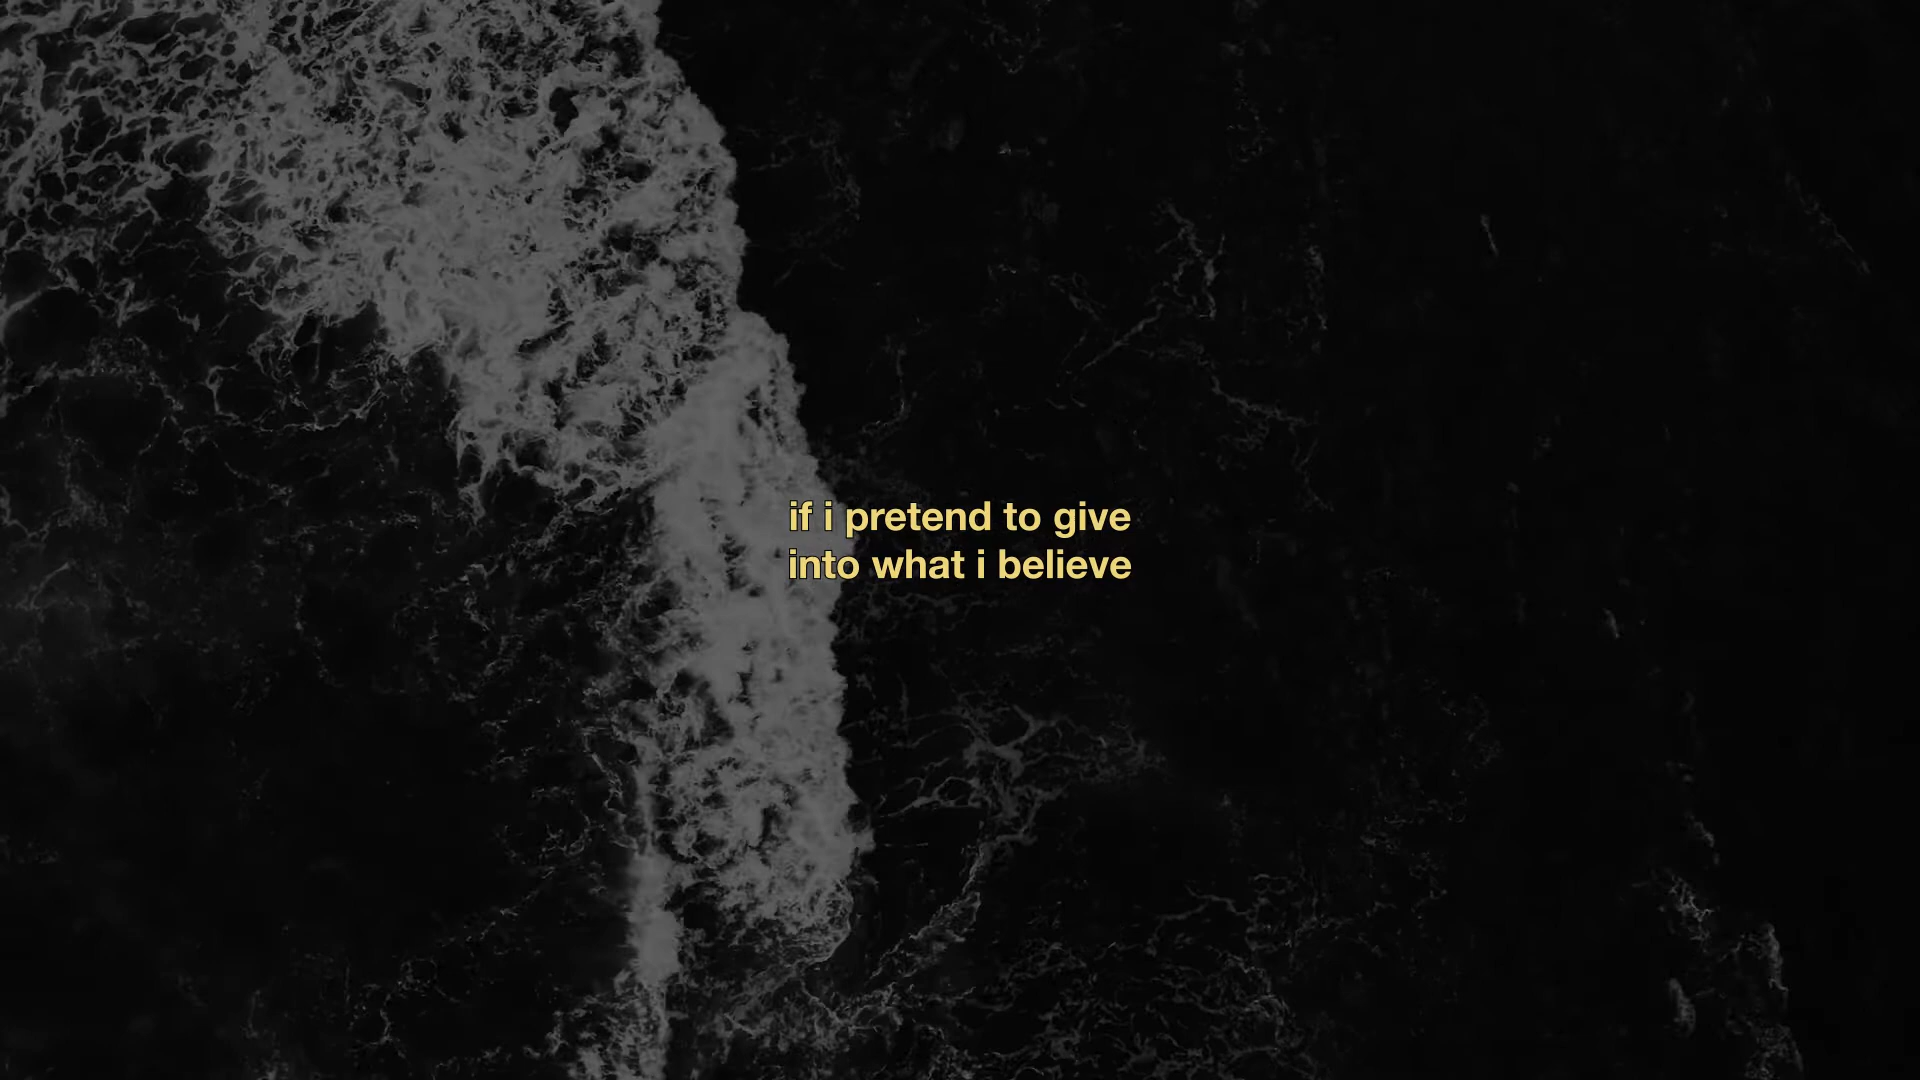 if i pretend to give
into what i believe